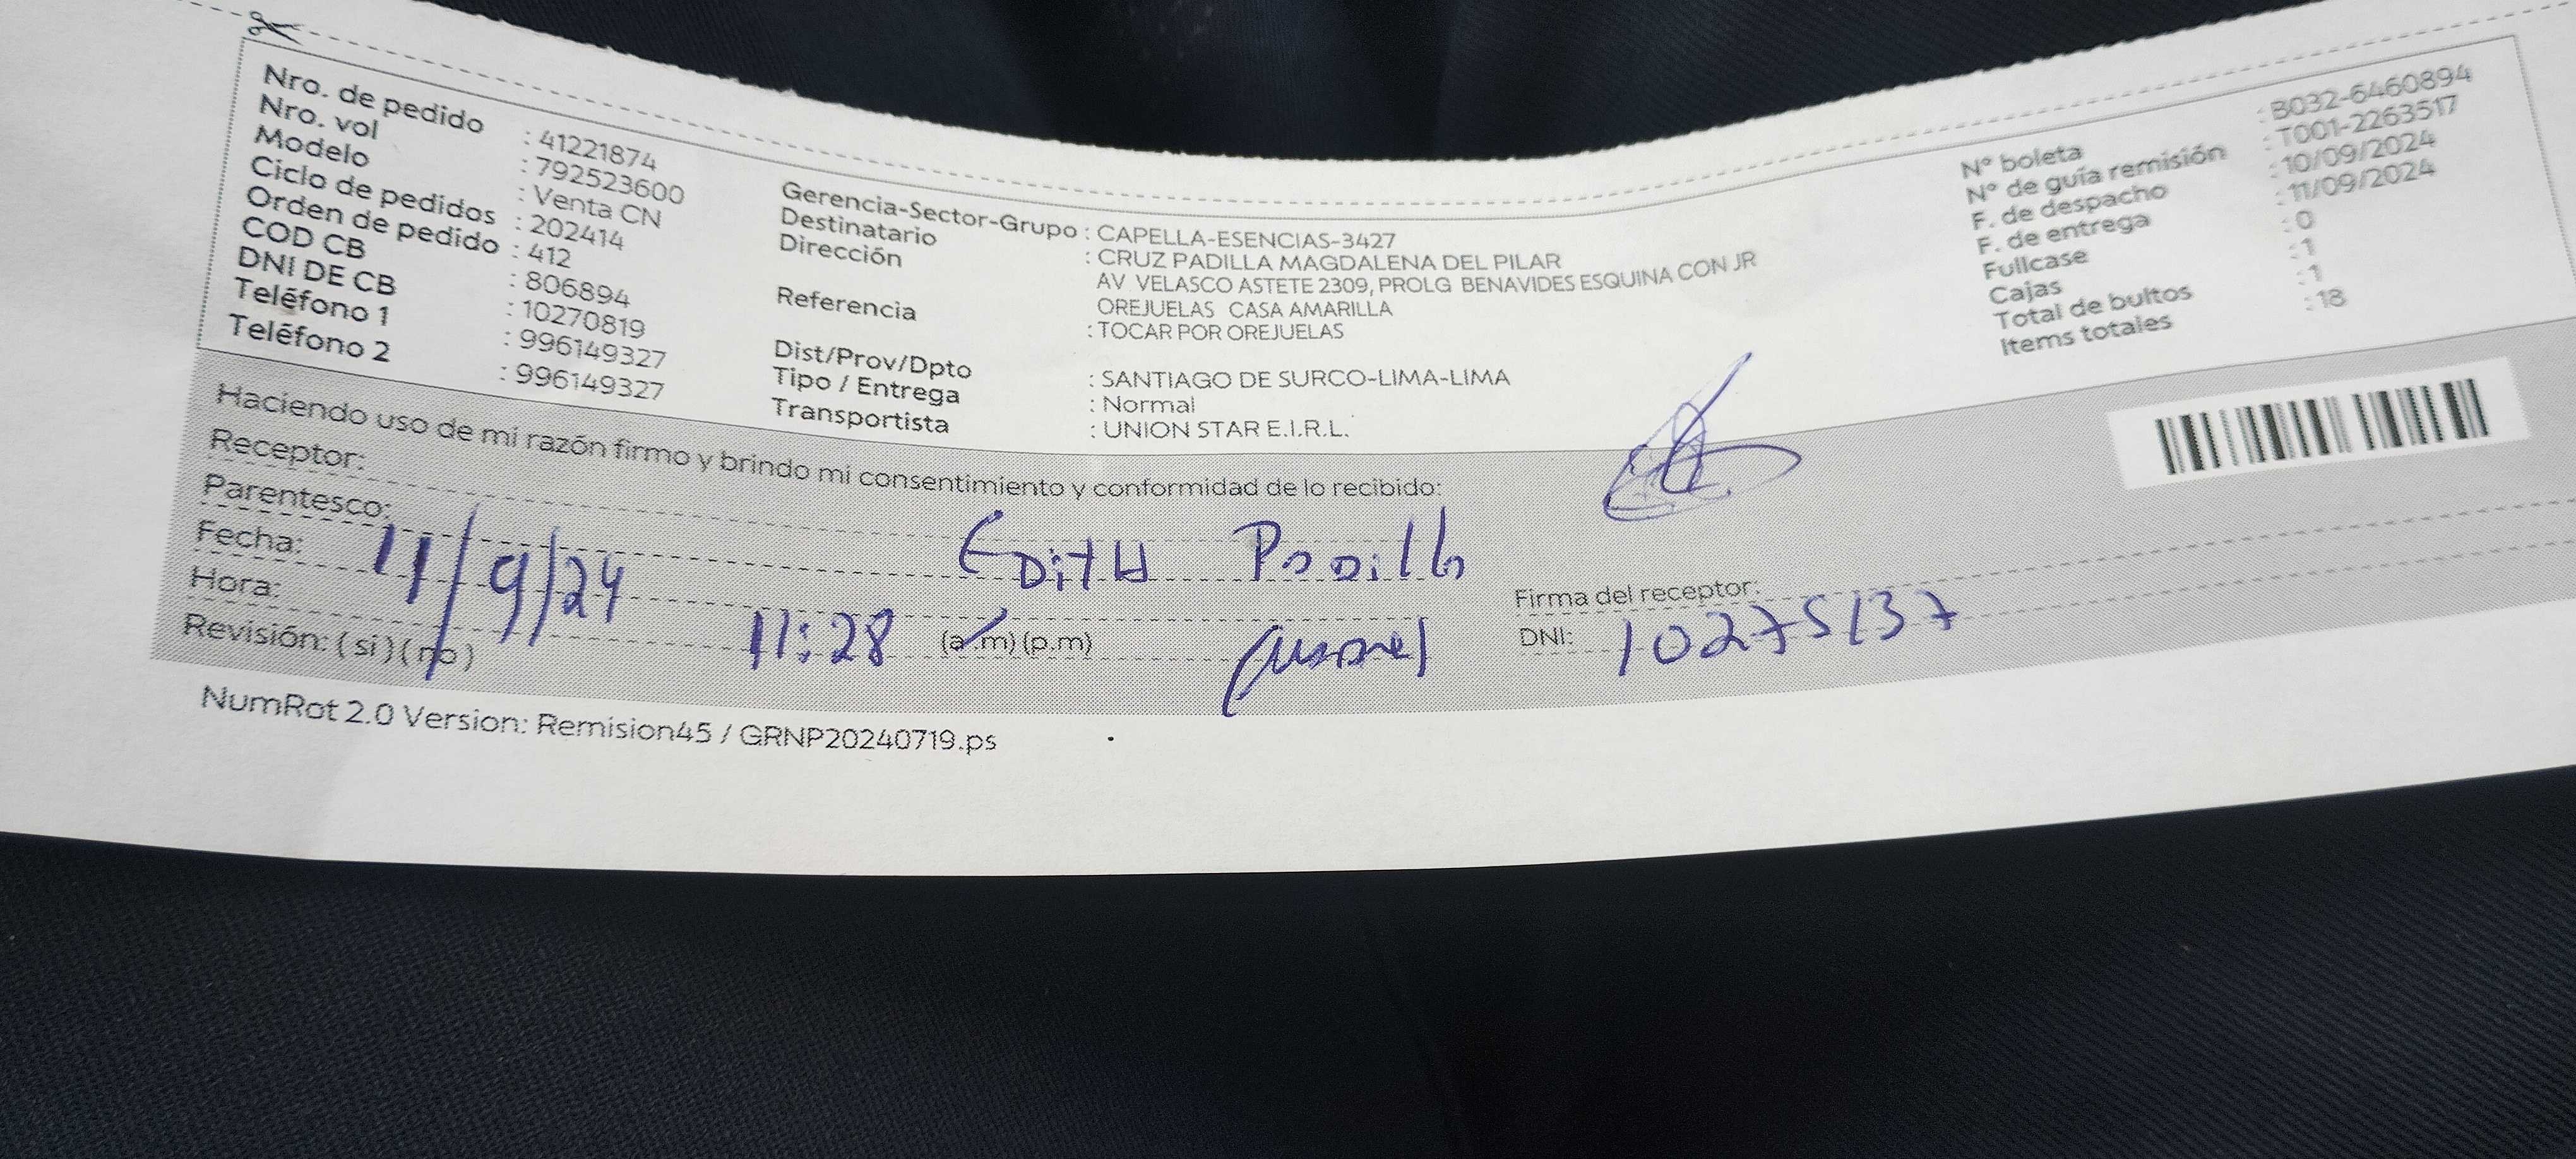 Nro. de pedido : 41221874
Nro. vol : 792523600
Modelo : Venta CN
Ciclo de pedidos : 202414
Orden de pedido : 412
COD CB : 806894
DNI DE CB : 10270819
Teléfono 1 : 996149327
Teléfono 2 : 996149327
Gerencia-Sector-Grupo : CAPELLA-ESENCIAS-3427
Destinatario : CRUZ PADILLA MAGDALENA DEL PILAR
Dirección AV VELASCO ASTETE 2309, PROLG BENAVIDES ESQUINA CON JR
OREJUELAS CASA AMARILLA
Referencia : TOCAR POR OREJUELAS
Dist/Prov/Dpto : SANTIAGO DE SURCO-LIMA-LIMA
Tipo / Entrega : Normal
Transportista : UNION STAR E.I.R.L.
N° boleta : B032-6460894
N° de guía remisión : T001-2263517
F. de despacho : 10/09/2024
F. de entrega : 11/09/2024
Fullcase : 0
Cajas : 1
Total de bultos : 1
Items totales : 18
Haciendo uso de mi razón firmo y brindo mi consentimiento y conformidad de lo recibido:
Receptor: EDITH Padilla
Parentesco:
Fecha: 11/9/24
Hora: 11:28 (a.m) (p.m)
Revisión: (si) (no)
Firma del receptor:
DNI: 10275137
NumRot 2.0 Version: Remision45 / GRNP20240719.ps